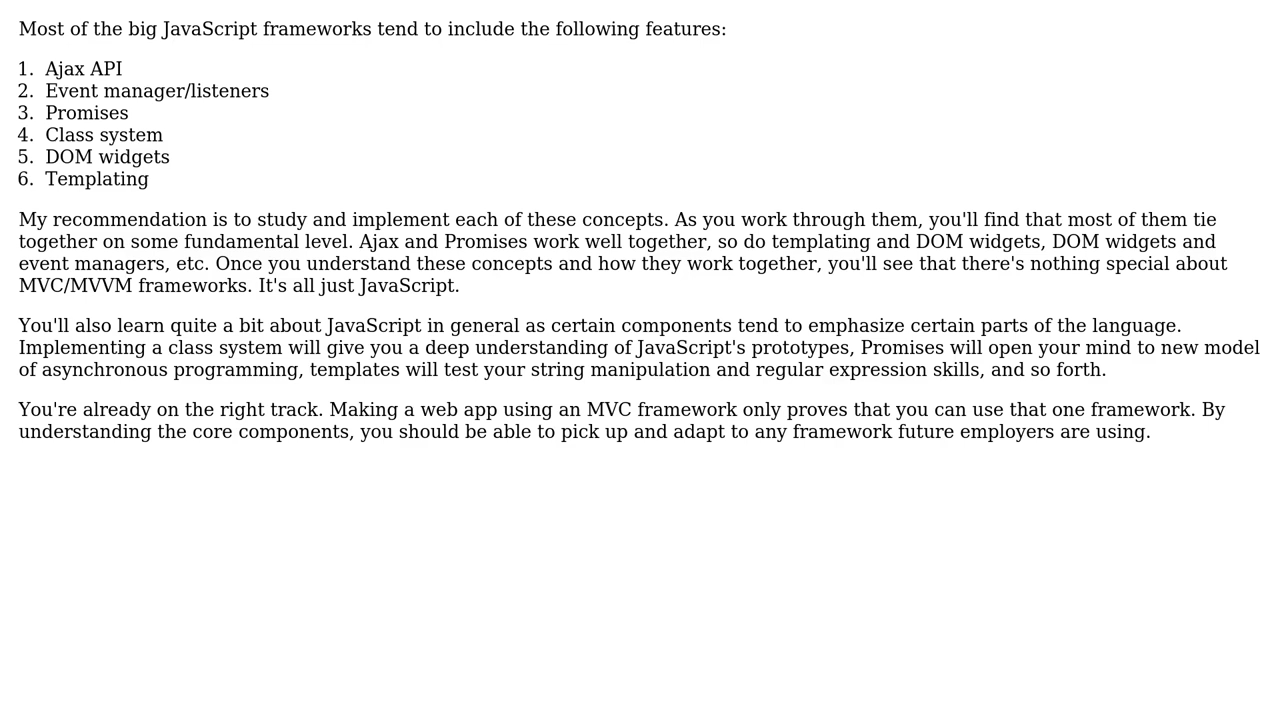 Most of the big JavaScript frameworks tend to include the following features:
1. Ajax API
2. Event manager/listeners
3. Promises
4. Class system
5. DOM widgets
6. Templating
My recommendation is to study and implement each of these concepts. As you work through them, you'll find that most of them tie
together on some fundamental level. Ajax and Promises work well together, so do templating and DOM widgets, DOM widgets and
event managers, etc. Once you understand these concepts and how they work together, you'll see that there's nothing special about
MVC/MVVM frameworks. It's all just JavaScript.
You'll also learn quite a bit about JavaScript in general as certain components tend to emphasize certain parts of the language.
Implementing a class system will give you a deep understanding of JavaScript's prototypes, Promises will open your mind to new model
of asynchronous programming, templates will test your string manipulation and regular expression skills, and so forth.
You're already on the right track. Making a web app using an MVC framework only proves that you can use that one framework. By
understanding the core components, you should be able to pick up and adapt to any framework future employers are using.